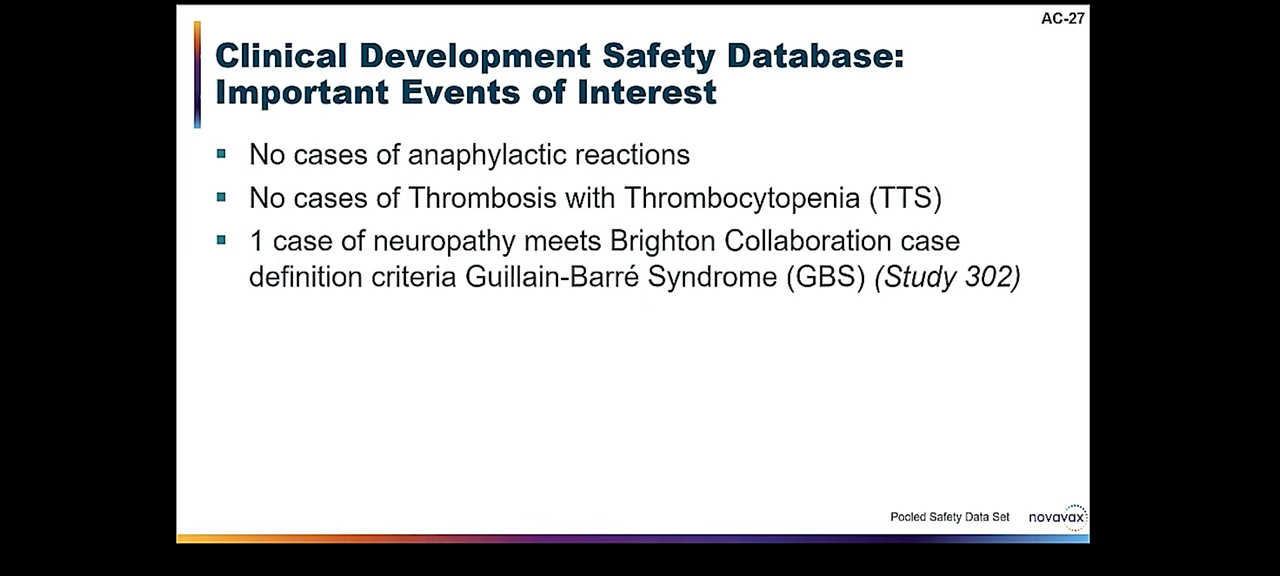 AC-27
Clinical Development Safety Database:
Important Events of Interest
▪ No cases of anaphylactic reactions
▪ No cases of Thrombosis with Thrombocytopenia (TTS)
▪ 1 case of neuropathy meets Brighton Collaboration case
definition criteria Guillain-Barré Syndrome (GBS) (Study 302)
Pooled Safety Data Set
novavax